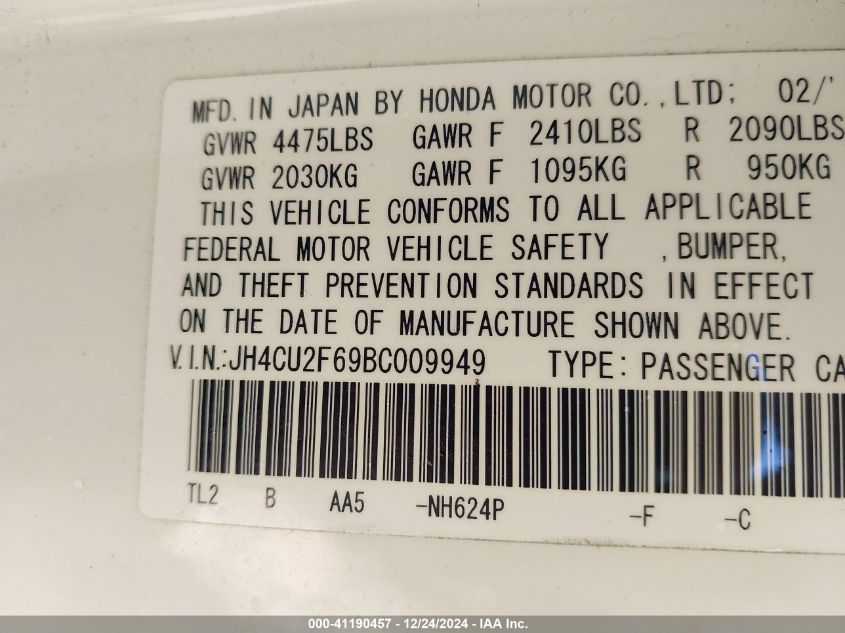 MFD. IN JAPAN BY HONDA MOTOR CO., LTD; 02/'
GVWR 4475LBS GAWR F 2410LBS R 2090LBS
GVWR 2030KG GAWR F 1095KG R 950KG
THIS VEHICLE CONFORMS TO ALL APPLICABLE
FEDERAL MOTOR VEHICLE SAFETY , BUMPER,
AND THEFT PREVENTION STANDARDS IN EFFECT
ON THE DATE OF MANUFACTURE SHOWN ABOVE.
V.I.N.:JH4CU2F69BC009949 TYPE: PASSENGER CA
TL2 B AA5 -NH624P -F -C
000-41190457 - 12/24/2024 - IAA Inc.